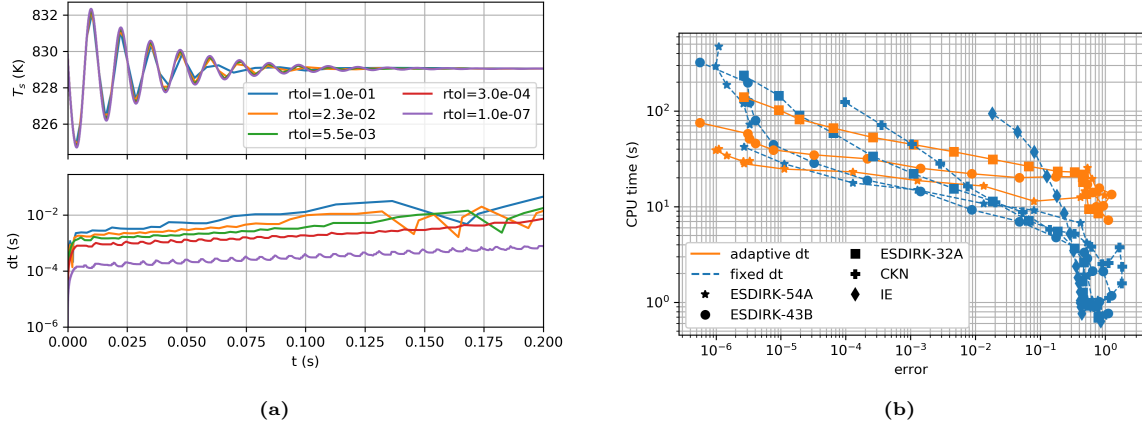 832
830
828
826
T_s (K)
rtol=1.0e-01
rtol=2.3e-02
rtol=5.5e-03
rtol=3.0e-04
rtol=1.0e-07
10^−2
10^−4
10^−6
dt (s)
0.000 0.025 0.050 0.075 0.100 0.125 0.150 0.175 0.200
t (s)
(a)
10^2
10^1
10^0
CPU time (s)
adaptive dt
fixed dt
ESDIRK-54A
ESDIRK-43B
ESDIRK-32A
CKN
IE
10^−6 10^−5 10^−4 10^−3 10^−2 10^−1 10^0
error
(b)